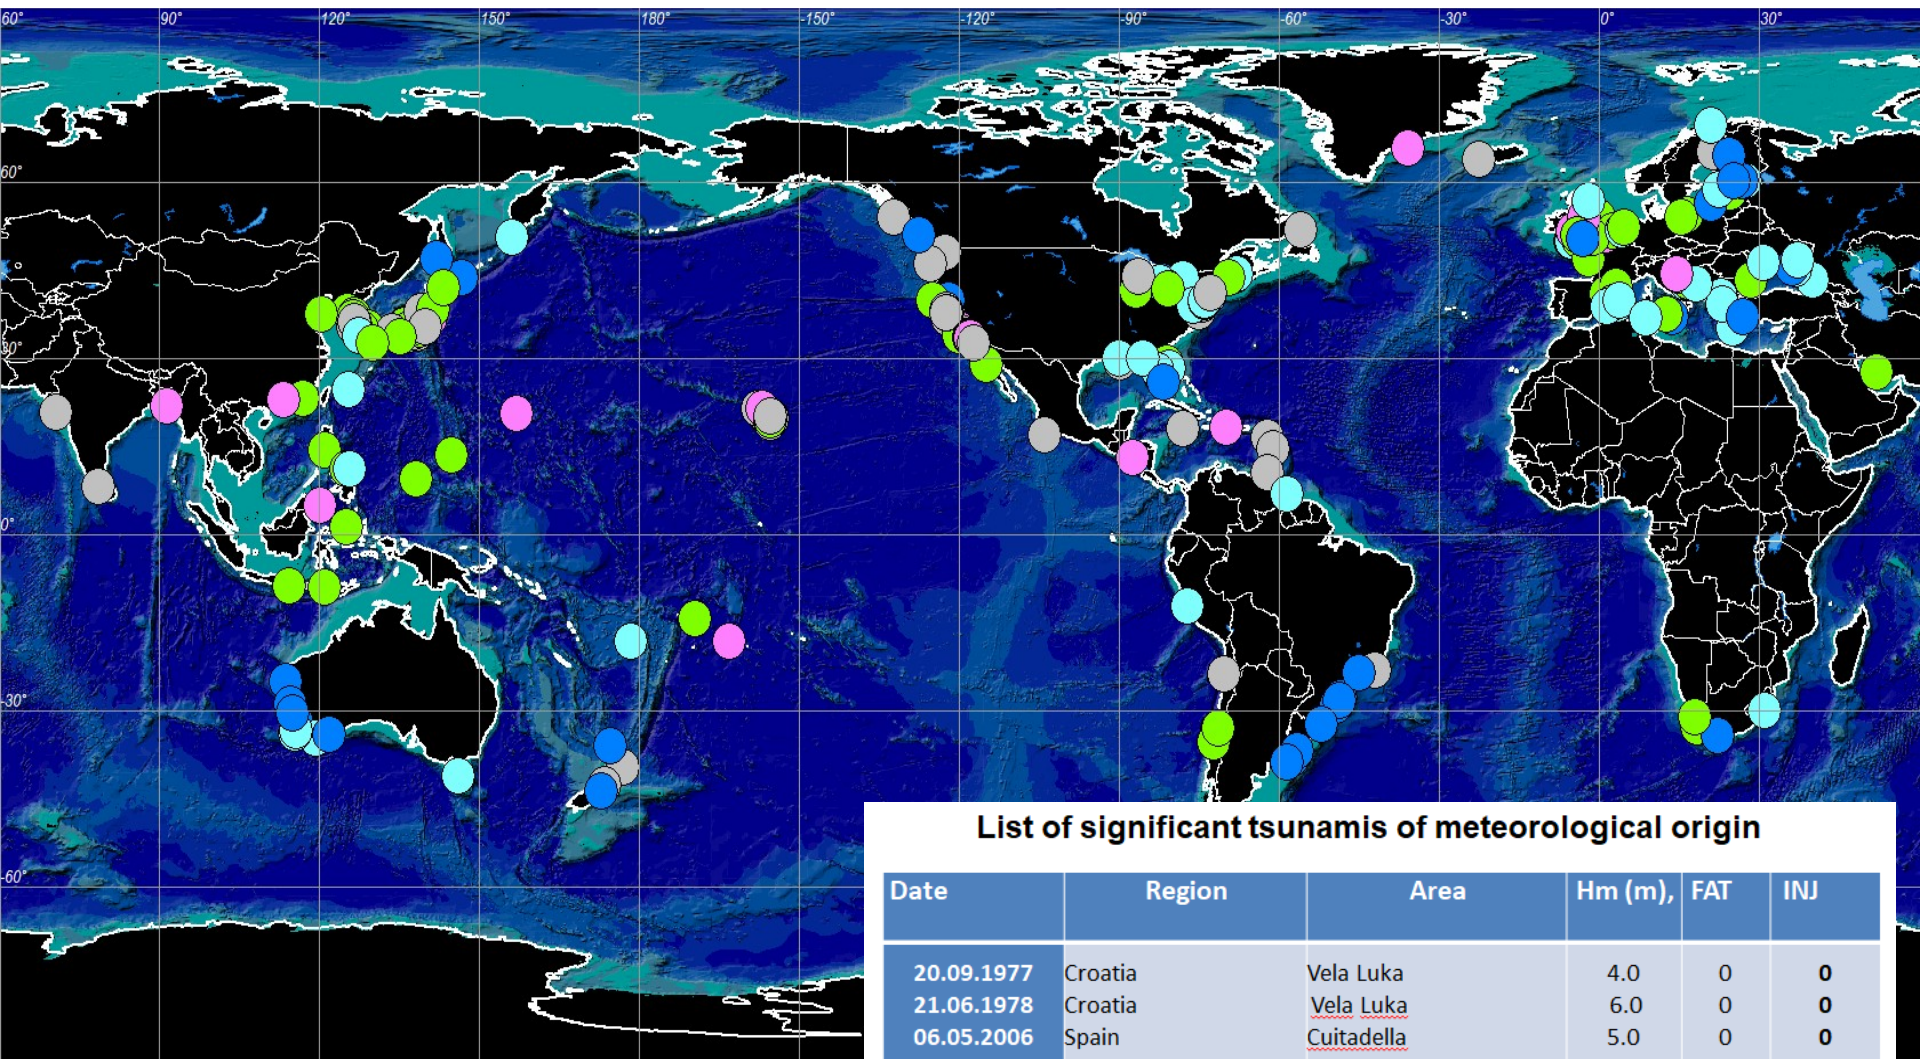 60° 90° 120° 150° 180° -150° -120° -90° -60° -30° 0° 30°
60°
30°
0°
-30°
-60°
List of significant tsunamis of meteorological origin
Date Region Area Hm (m), FAT INJ
20.09.1977 Croatia Vela Luka 4.0 0 0
21.06.1978 Croatia Vela Luka 6.0 0 0
06.05.2006 Spain Cuitadella 5.0 0 0